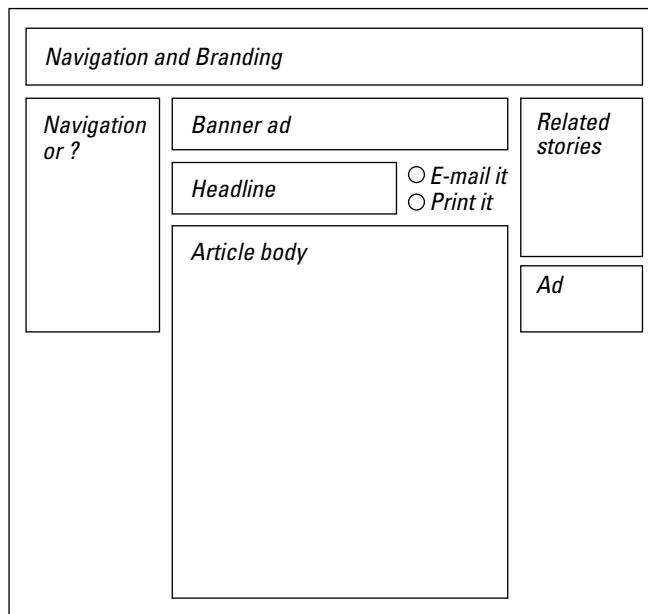 Navigation and Branding
Navigation
or ?
Banner ad
Headline
E-mail it
Print it
Article body
Related
stories
Ad